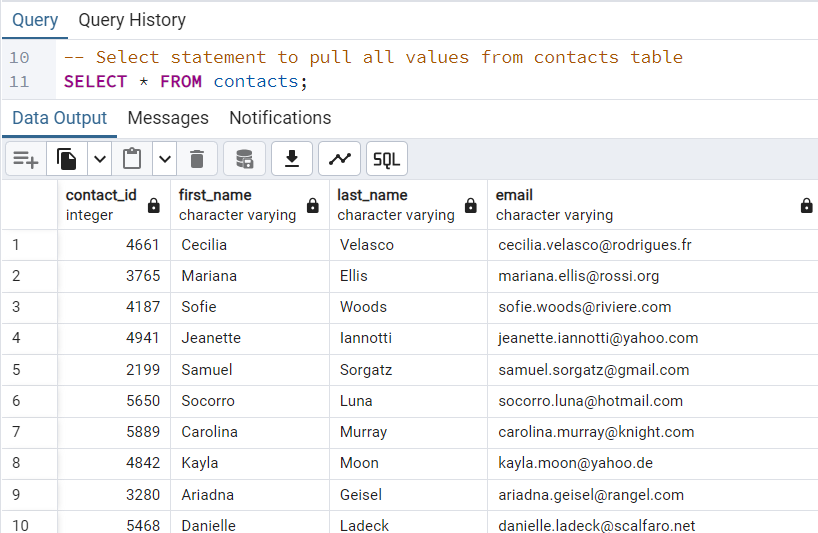 Query Query History
10 -- Select statement to pull all values from contacts table
11 SELECT * FROM contacts;
Data Output Messages Notifications
SQL
contact_id first_name last_name email
integer character varying character varying character varying
1 4661 Cecilia Velasco cecilia.velasco@rodrigues.fr
2 3765 Mariana Ellis mariana.ellis@rossi.org
3 4187 Sofie Woods sofie.woods@riviere.com
4 4941 Jeanette Iannotti jeanette.iannotti@yahoo.com
5 2199 Samuel Sorgatz samuel.sorgatz@gmail.com
6 5650 Socorro Luna socorro.luna@hotmail.com
7 5889 Carolina Murray carolina.murray@knight.com
8 4842 Kayla Moon kayla.moon@yahoo.de
9 3280 Ariadna Geisel ariadna.geisel@rangel.com
10 5468 Danielle Ladeck danielle.ladeck@scalfaro.net